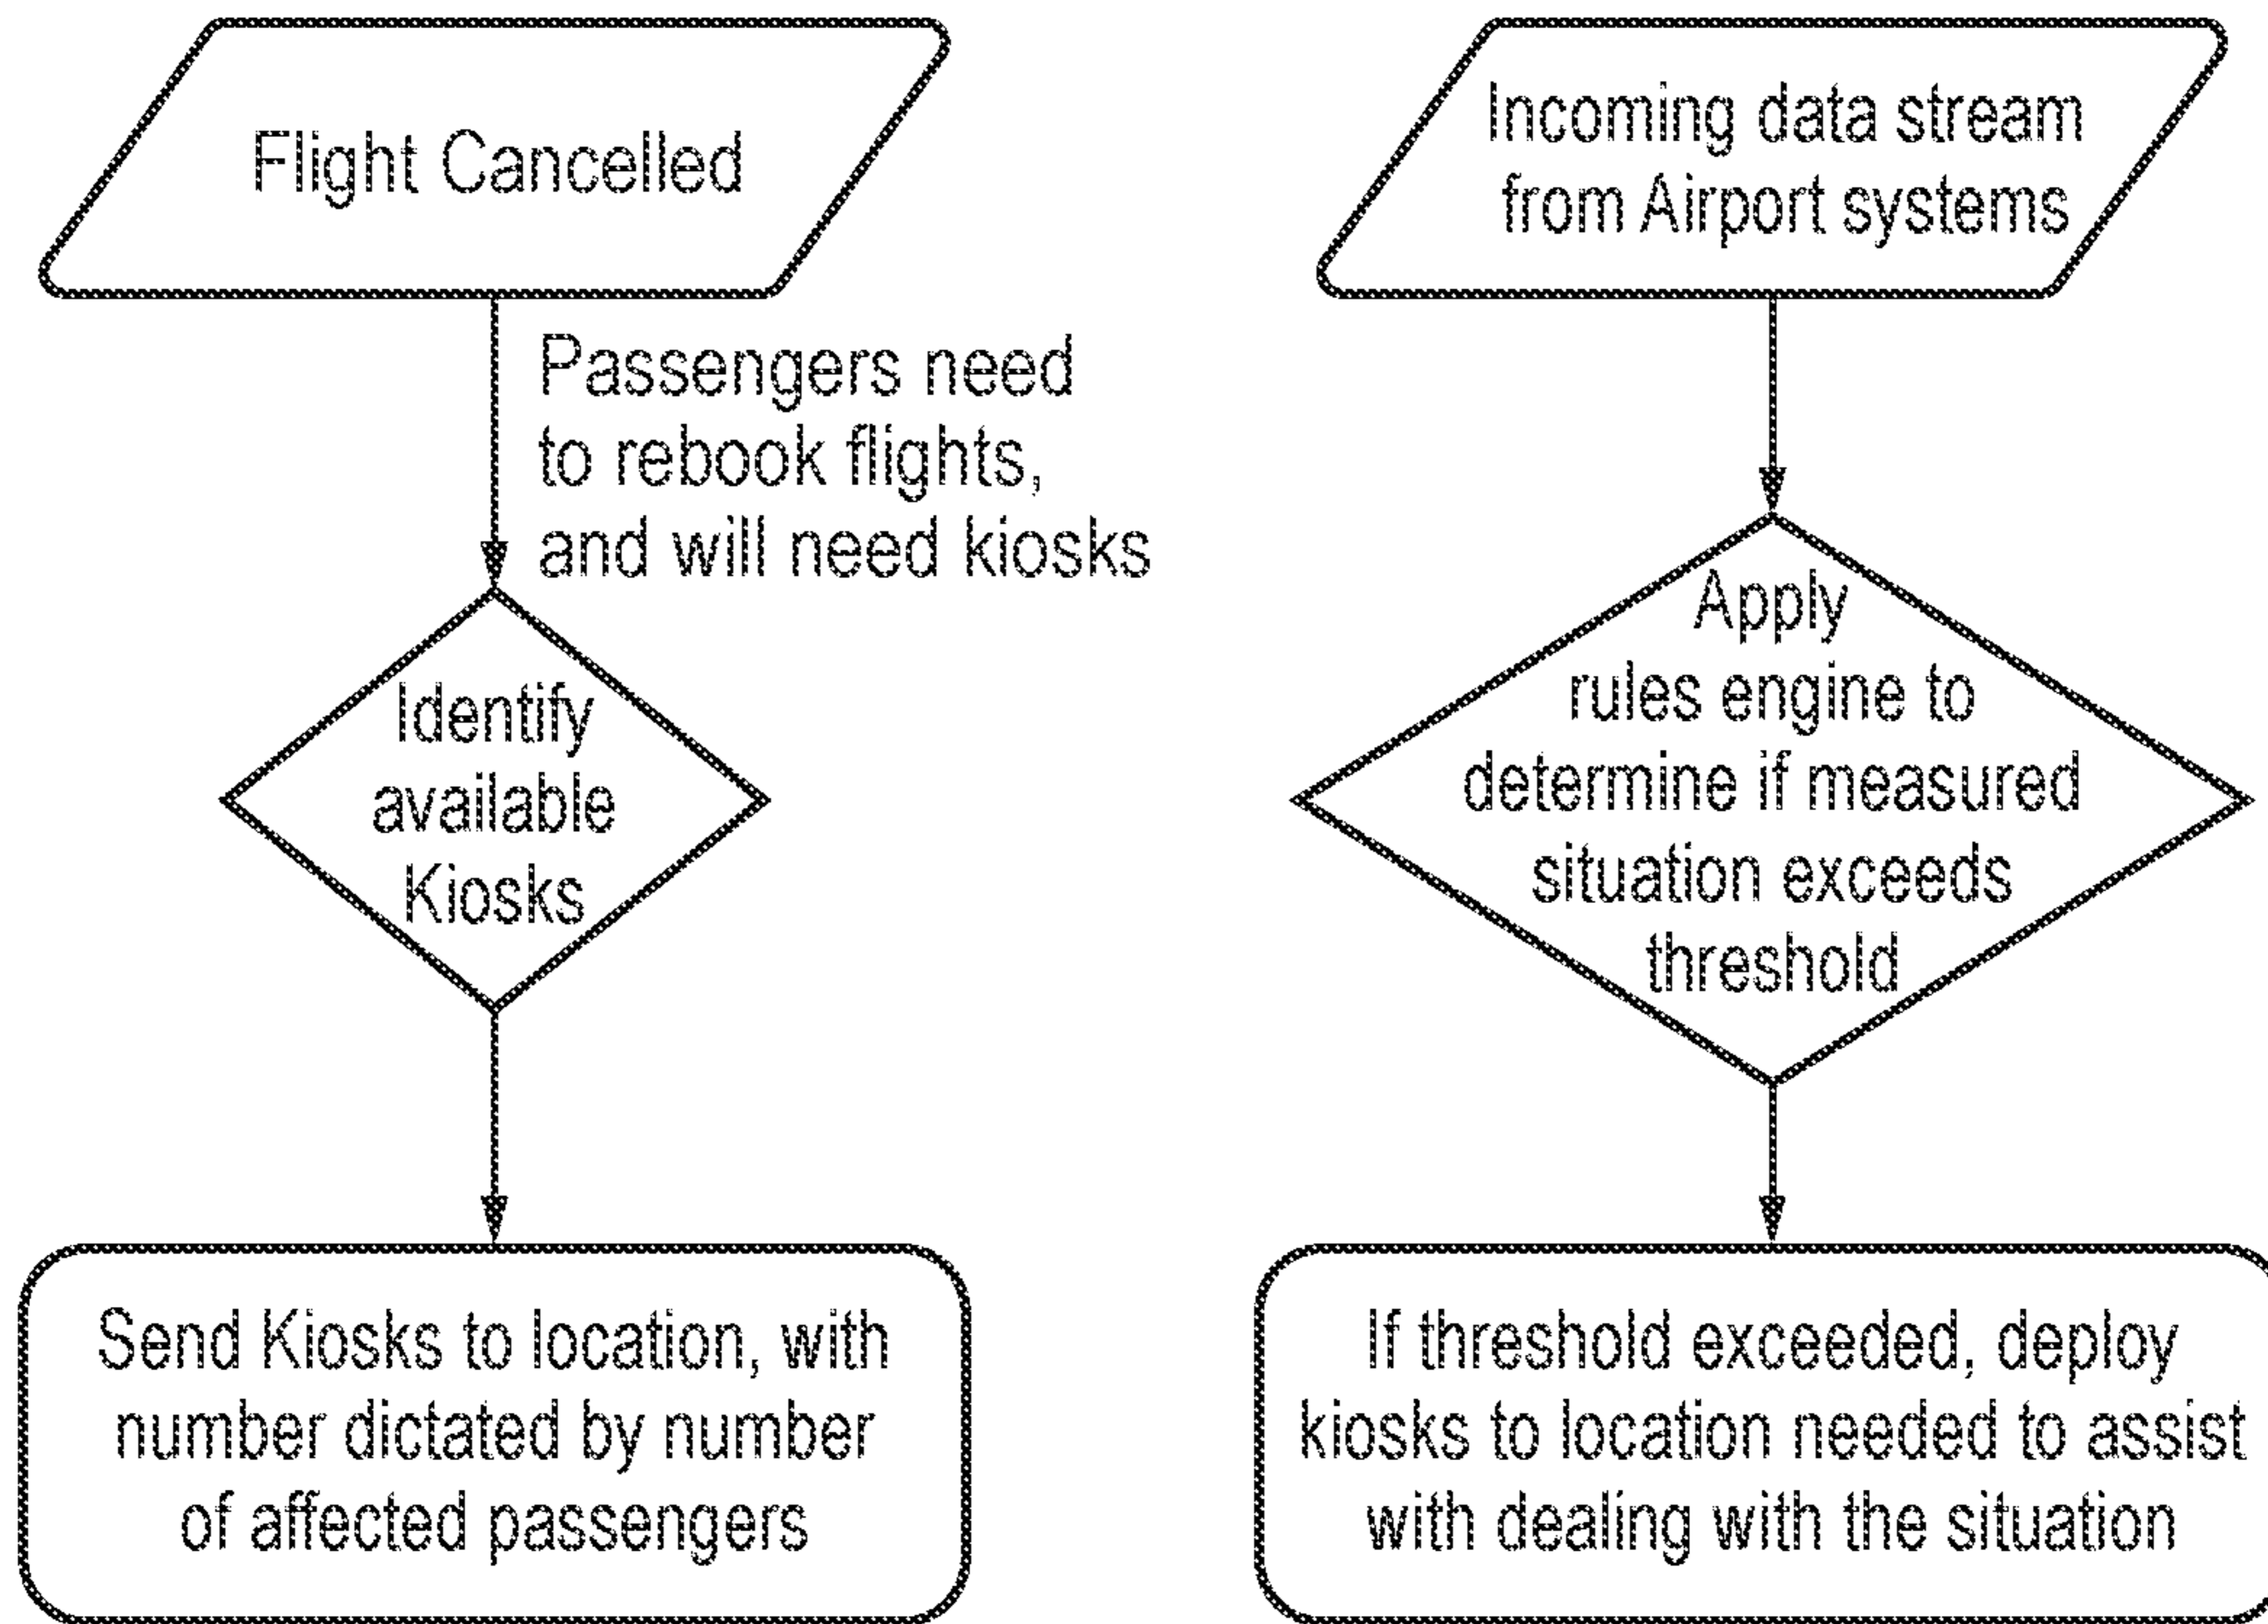 Flight Cancelled
Passengers need
to rebook flights,
and will need kiosks
Identify
available
Kiosks
Send Kiosks to location, with
number dictated by number
of affected passengers
Incoming data stream
from Airport systems
Apply
rules engine to
determine if measured
situation exceeds
threshold
If threshold exceeded, deploy
kiosks to location needed to assist
with dealing with the situation